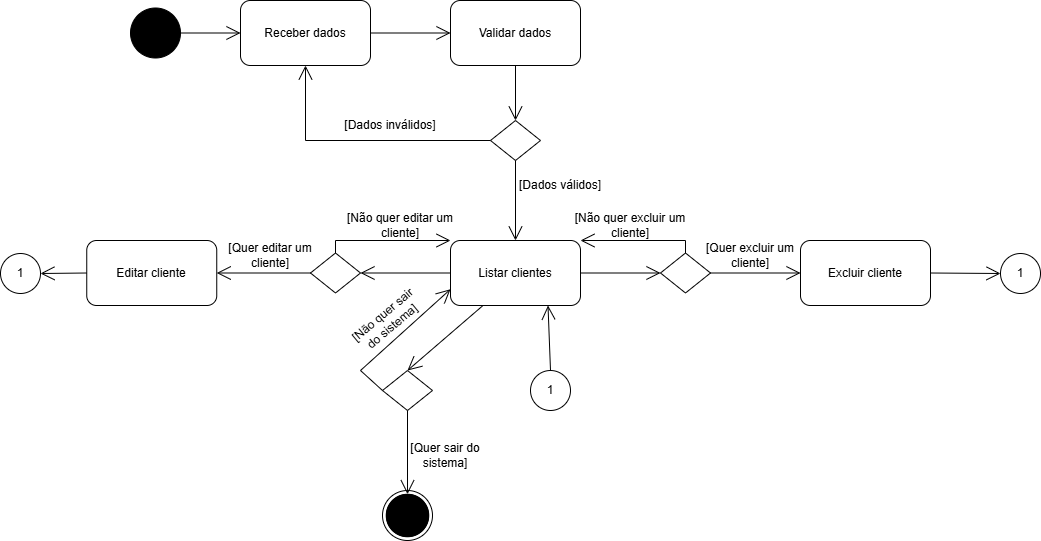 Receber dados
Validar dados
[Dados inválidos]
[Dados válidos]
[Não quer editar um
cliente]
[Não quer excluir um
cliente]
[Quer editar um
cliente]
[Quer excluir um
cliente]
1
Editar cliente
Listar clientes
Excluir cliente
1
[Não quer sair
do sistema]
1
[Quer sair do
sistema]